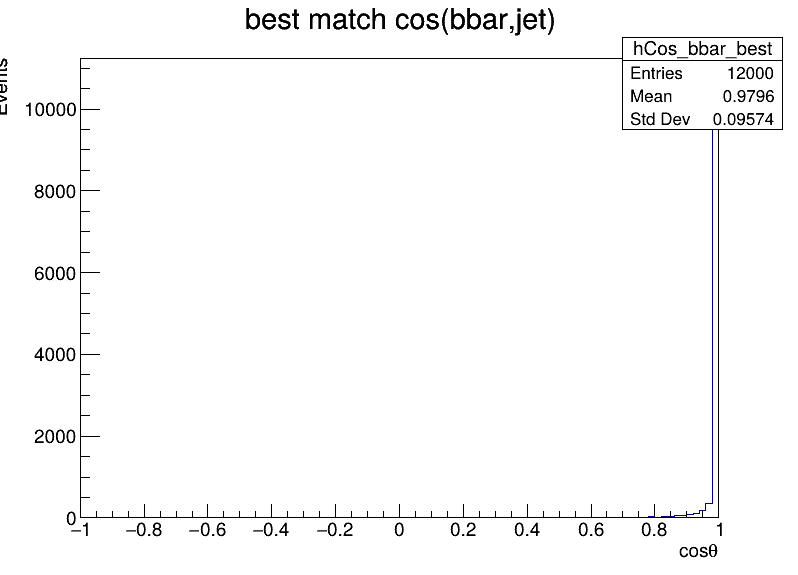 best match cos(bbar,jet)
hCos_bbar_best
Entries 12000
Mean 0.9796
Std Dev 0.09574
Events
10000
8000
6000
4000
2000
0
−1 −0.8 −0.6 −0.4 −0.2 0 0.2 0.4 0.6 0.8 1
cosθ